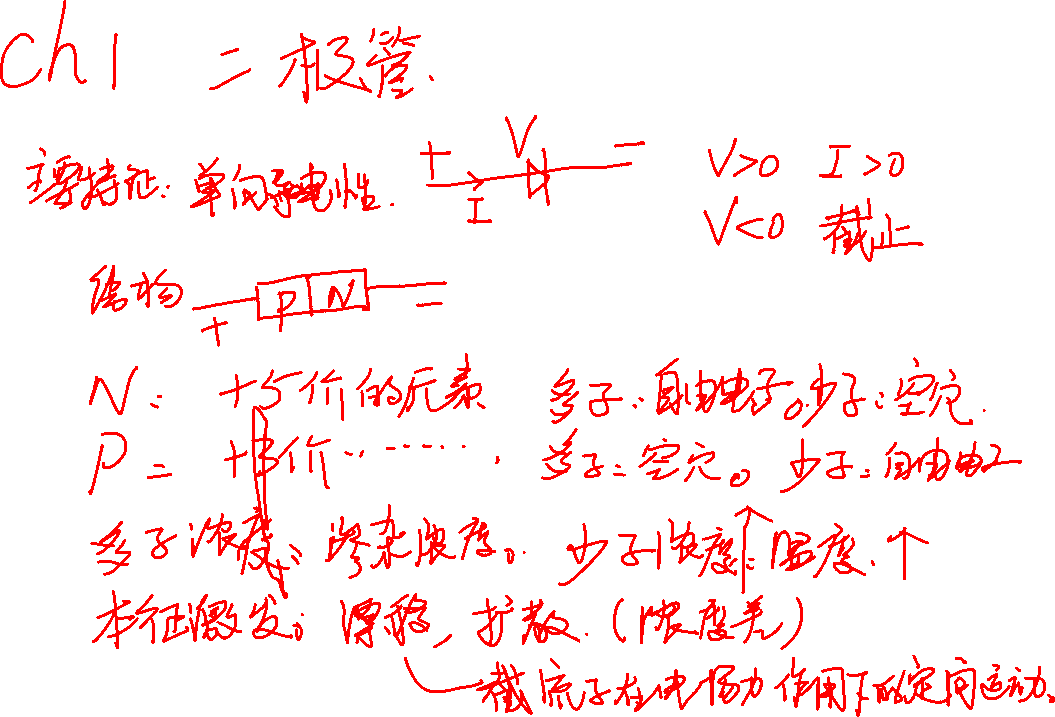 Ch1 二极管.
主要特征: 单向导电性. + V - I V>0 I>0
V<0 截止
结构 + P N -
N: +5价的元素 多子:自由电子。少子:空穴.
P: +3价········. 多子:空穴。少子:自由电子
多子浓度: 掺杂浓度。 少子浓度↑: 温度.↑
本征激发。漂移, 扩散.(浓度差)
截流子在电场力作用下的定向运动。